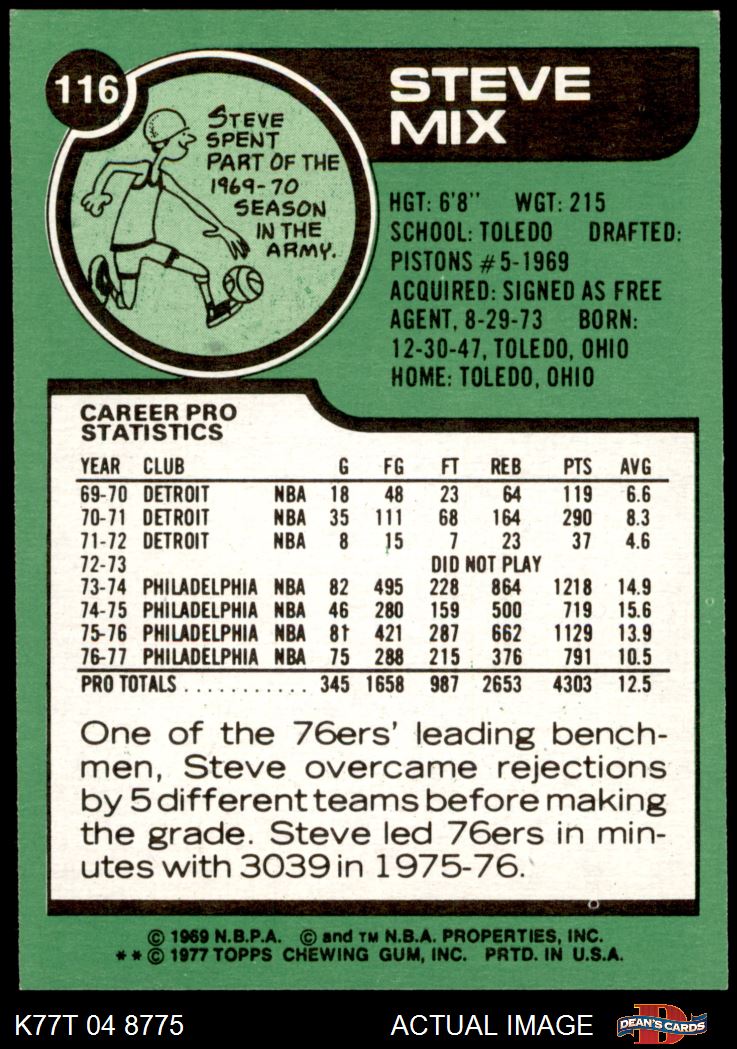 116
STEVE
MIX
STEVE
SPENT
PART OF THE
1969-70
SEASON
IN THE
ARMY.
HGT: 6'8" WGT: 215
SCHOOL: TOLEDO DRAFTED:
PISTONS #5-1969
ACQUIRED: SIGNED AS FREE
AGENT, 8-29-73 BORN:
12-30-47, TOLEDO, OHIO
HOME: TOLEDO, OHIO
CAREER PRO
STATISTICS
YEAR CLUB G FG FT REB PTS AVG
69-70 DETROIT NBA 18 48 23 64 119 6.6
70-71 DETROIT NBA 35 111 68 164 290 8.3
71-72 DETROIT NBA 8 15 7 23 37 4.6
72-73 DID NOT PLAY
73-74 PHILADELPHIA NBA 82 495 228 864 1218 14.9
74-75 PHILADELPHIA NBA 46 280 159 500 719 15.6
75-76 PHILADELPHIA NBA 81 421 287 662 1129 13.9
76-77 PHILADELPHIA NBA 75 288 215 376 791 10.5
PRO TOTALS . . . . . . . . . . . 345 1658 987 2653 4303 12.5
One of the 76ers' leading bench-
men, Steve overcame rejections
by 5 different teams before making
the grade. Steve led 76ers in min-
utes with 3039 in 1975-76.
© 1969 N.B.P.A. © and TM N.B.A. PROPERTIES, INC.
**© 1977 TOPPS CHEWING GUM, INC. PRTD. IN U.S.A.
K77T 04 8775 ACTUAL IMAGE D DEAN'S CARDS